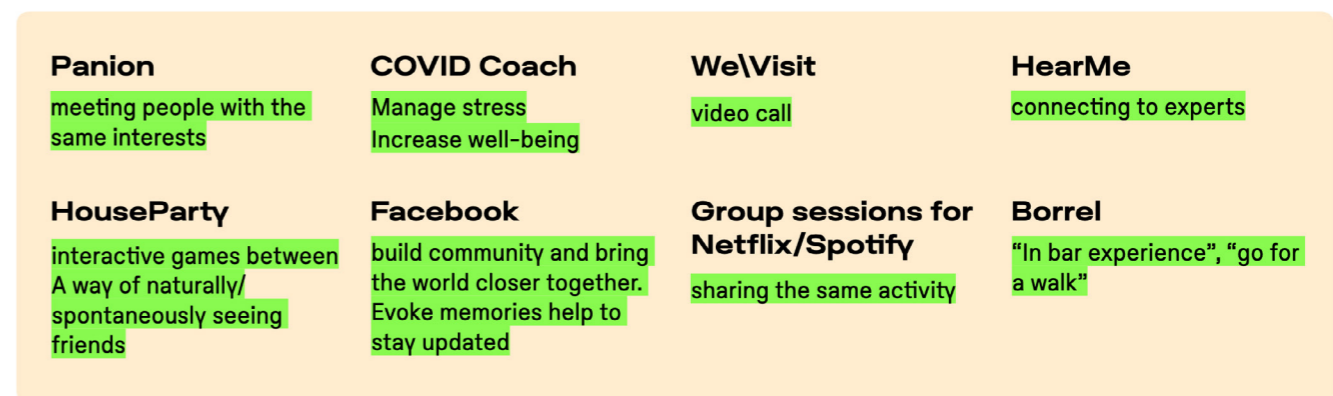 Panion
meeting people with the
same interests
COVID Coach
Manage stress
Increase well-being
We\Visit
video call
HearMe
connecting to experts
HouseParty
interactive games between
A way of naturally/
spontaneously seeing
friends
Facebook
build community and bring
the world closer together.
Evoke memories help to
stay updated
Group sessions for
Netflix/Spotify
sharing the same activity
Borrel
“In bar experience”, “go for
a walk”